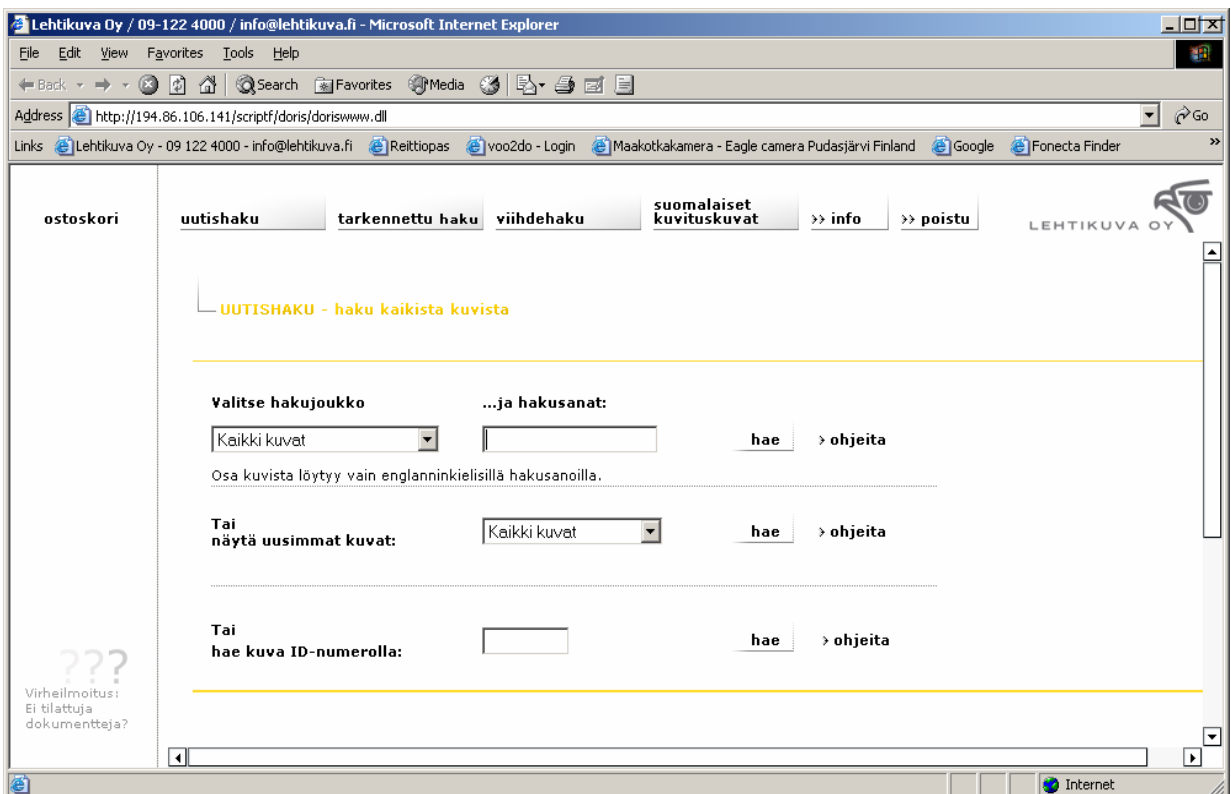 Lehtikuva Oy / 09-122 4000 / info@lehtikuva.fi - Microsoft Internet Explorer
File Edit View Favorites Tools Help
Back Search Favorites Media
Address http://194.86.106.141/scriptf/doris/doriswww.dll Go
Links Lehtikuva Oy - 09 122 4000 - info@lehtikuva.fi Reittiopas voo2do - Login Maakotkakamera - Eagle camera Pudasjärvi Finland Google Fonecta Finder »
ostoskori uutishaku tarkennettu haku viihdehaku suomalaiset kuvituskuvat >> info >> poistu
LEHTIKUVA OY
UUTISHAKU - haku kaikista kuvista
Valitse hakujoukko ...ja hakusanat:
Kaikki kuvat hae > ohjeita
Osa kuvista löytyy vain englanninkielisillä hakusanoilla.
Tai
näytä uusimmat kuvat: Kaikki kuvat hae > ohjeita
Tai
hae kuva ID-numerolla: hae > ohjeita
???
Virheilmoitus:
Ei tilattuja
dokumentteja?
Internet